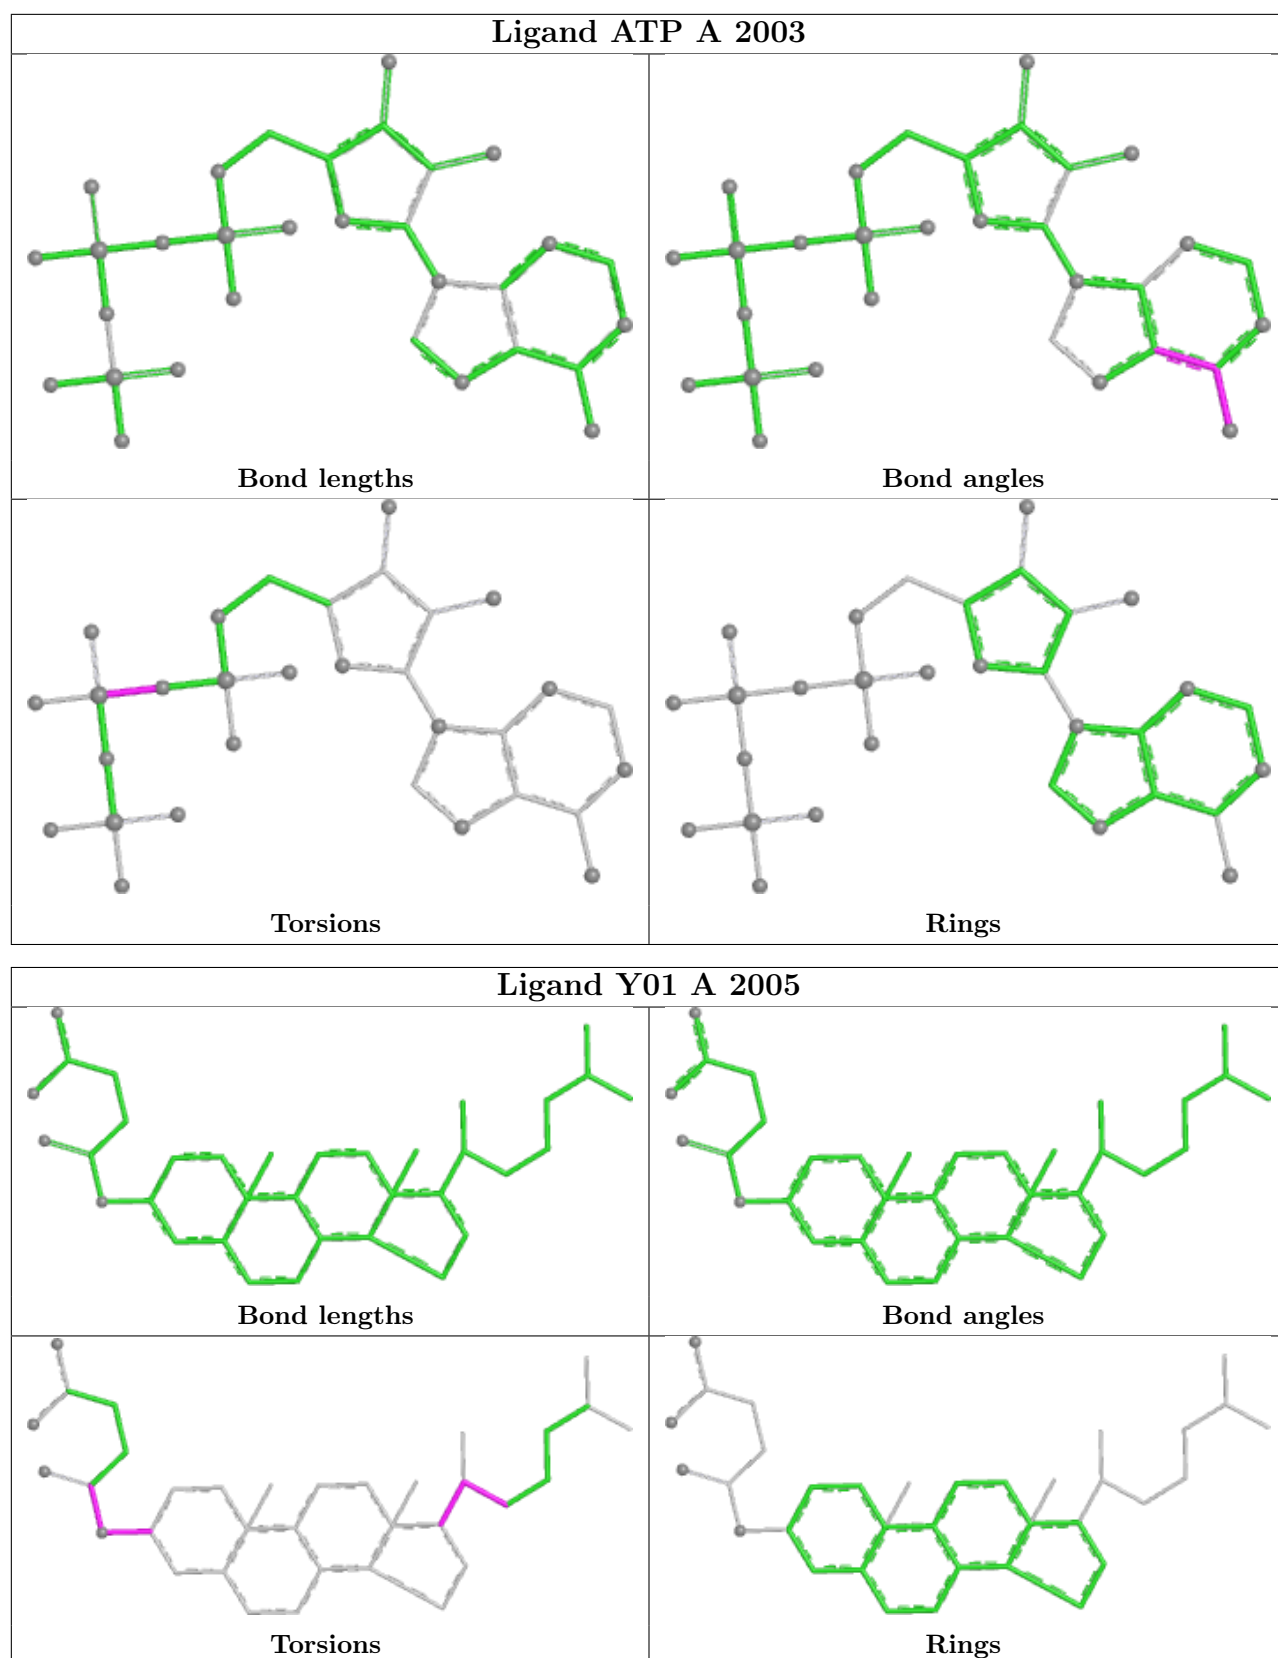 Ligand ATP A 2003
Bond lengths
Bond angles
Torsions
Rings
Ligand Y01 A 2005
Bond lengths
Bond angles
Torsions
Rings